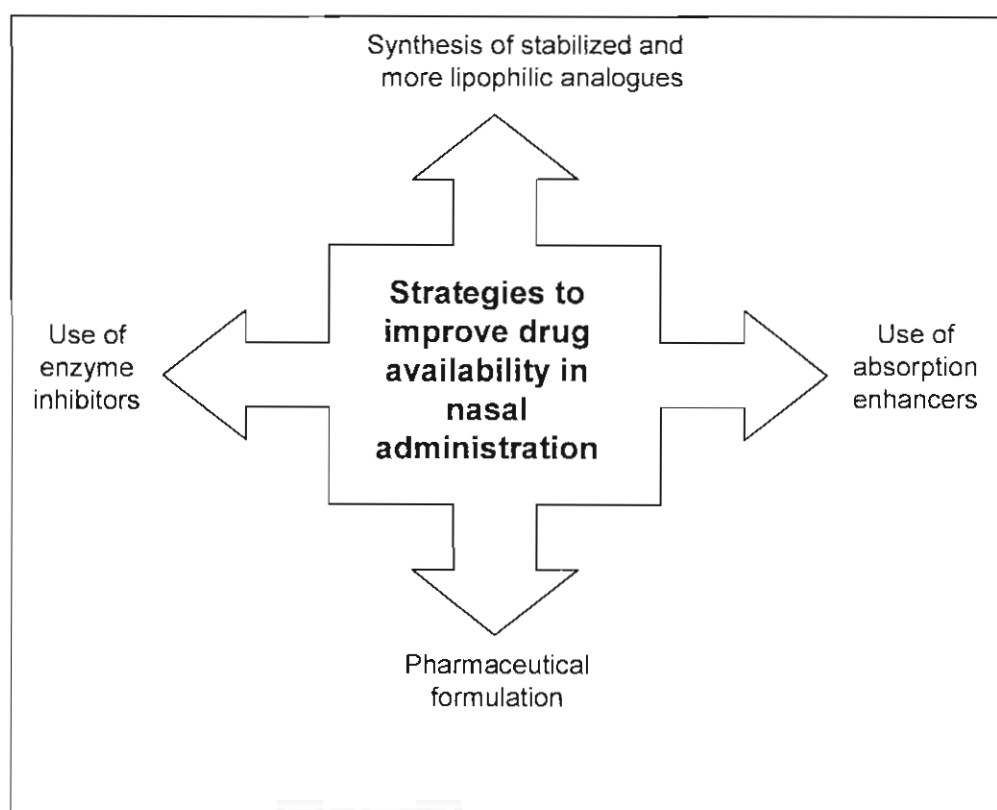 Synthesis of stabilized and
more lipophilic analogues
Strategies to
improve drug
availability in
nasal
administration
Use of
enzyme
inhibitors
Use of
absorption
enhancers
Pharmaceutical
formulation